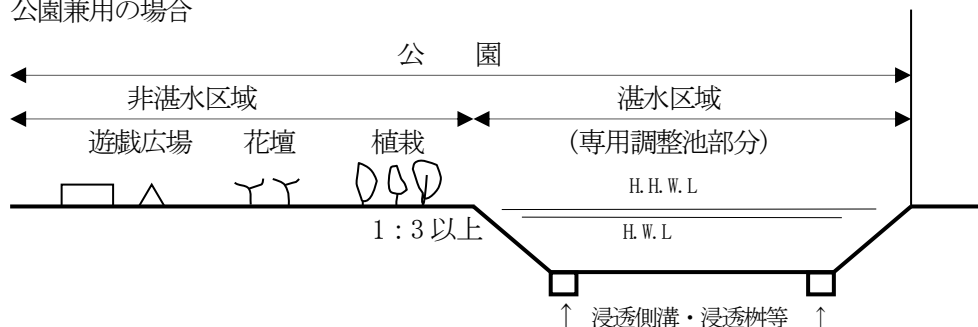 公園兼用の場合
公　園
非湛水区域　湛水区域
遊戯広場　花壇　植栽　(専用調整池部分)
H.H.W.L
1：3以上　H.W.L
↑ 浸透側溝・浸透桝等 ↑